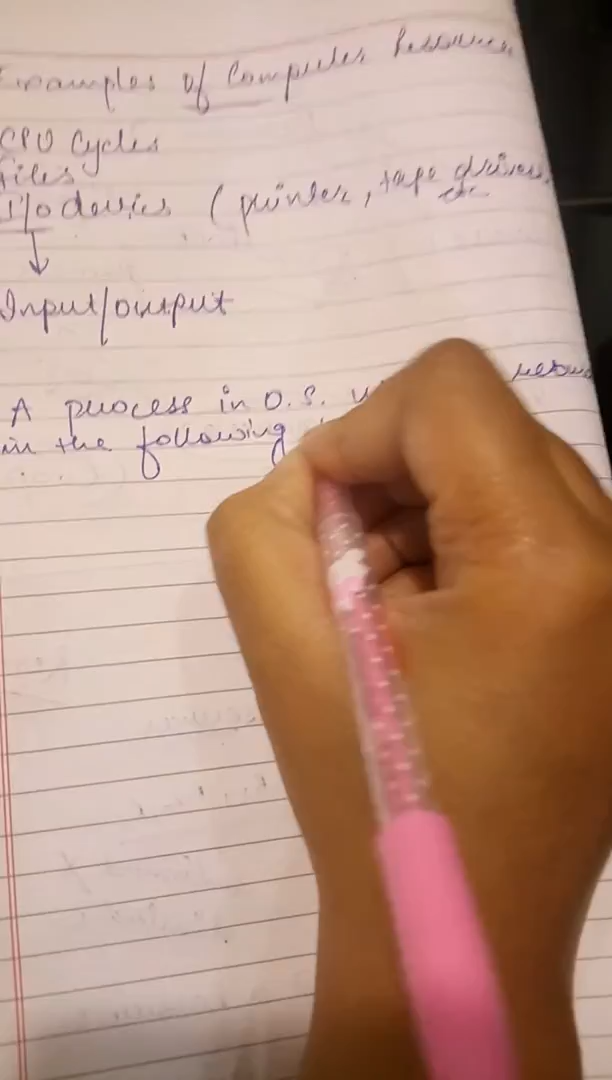 Examples of Computer Resources
CPU Cycles
Files
I/o devices ( printer, tape drives
etc
Input/output
A process in O.S.
in the following